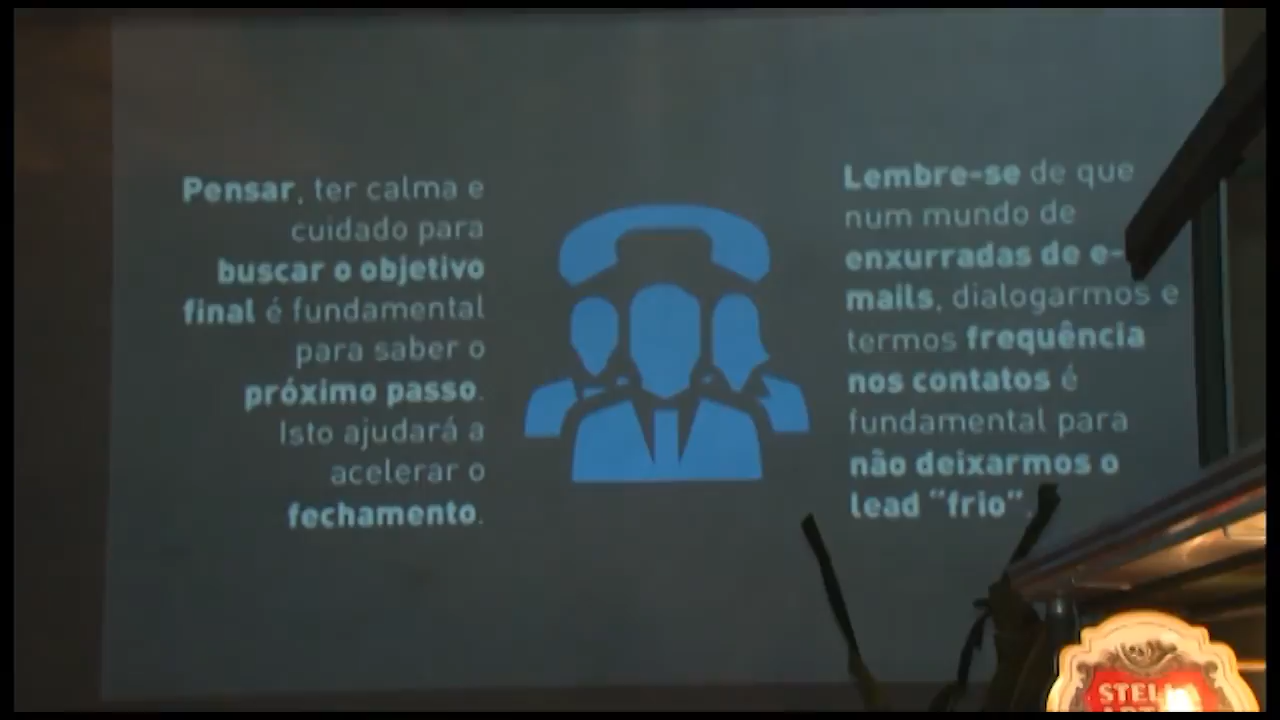 Pensar, ter calma e
cuidado para
buscar o objetivo
final é fundamental
para saber o
próximo passo.
Isto ajudará a
acelerar o
fechamento.
Lembre-se de que
num mundo de
enxurradas de e-
mails, dialogarmos e
termos frequência
nos contatos é
fundamental para
não deixarmos o
lead “frio”.
STELLA